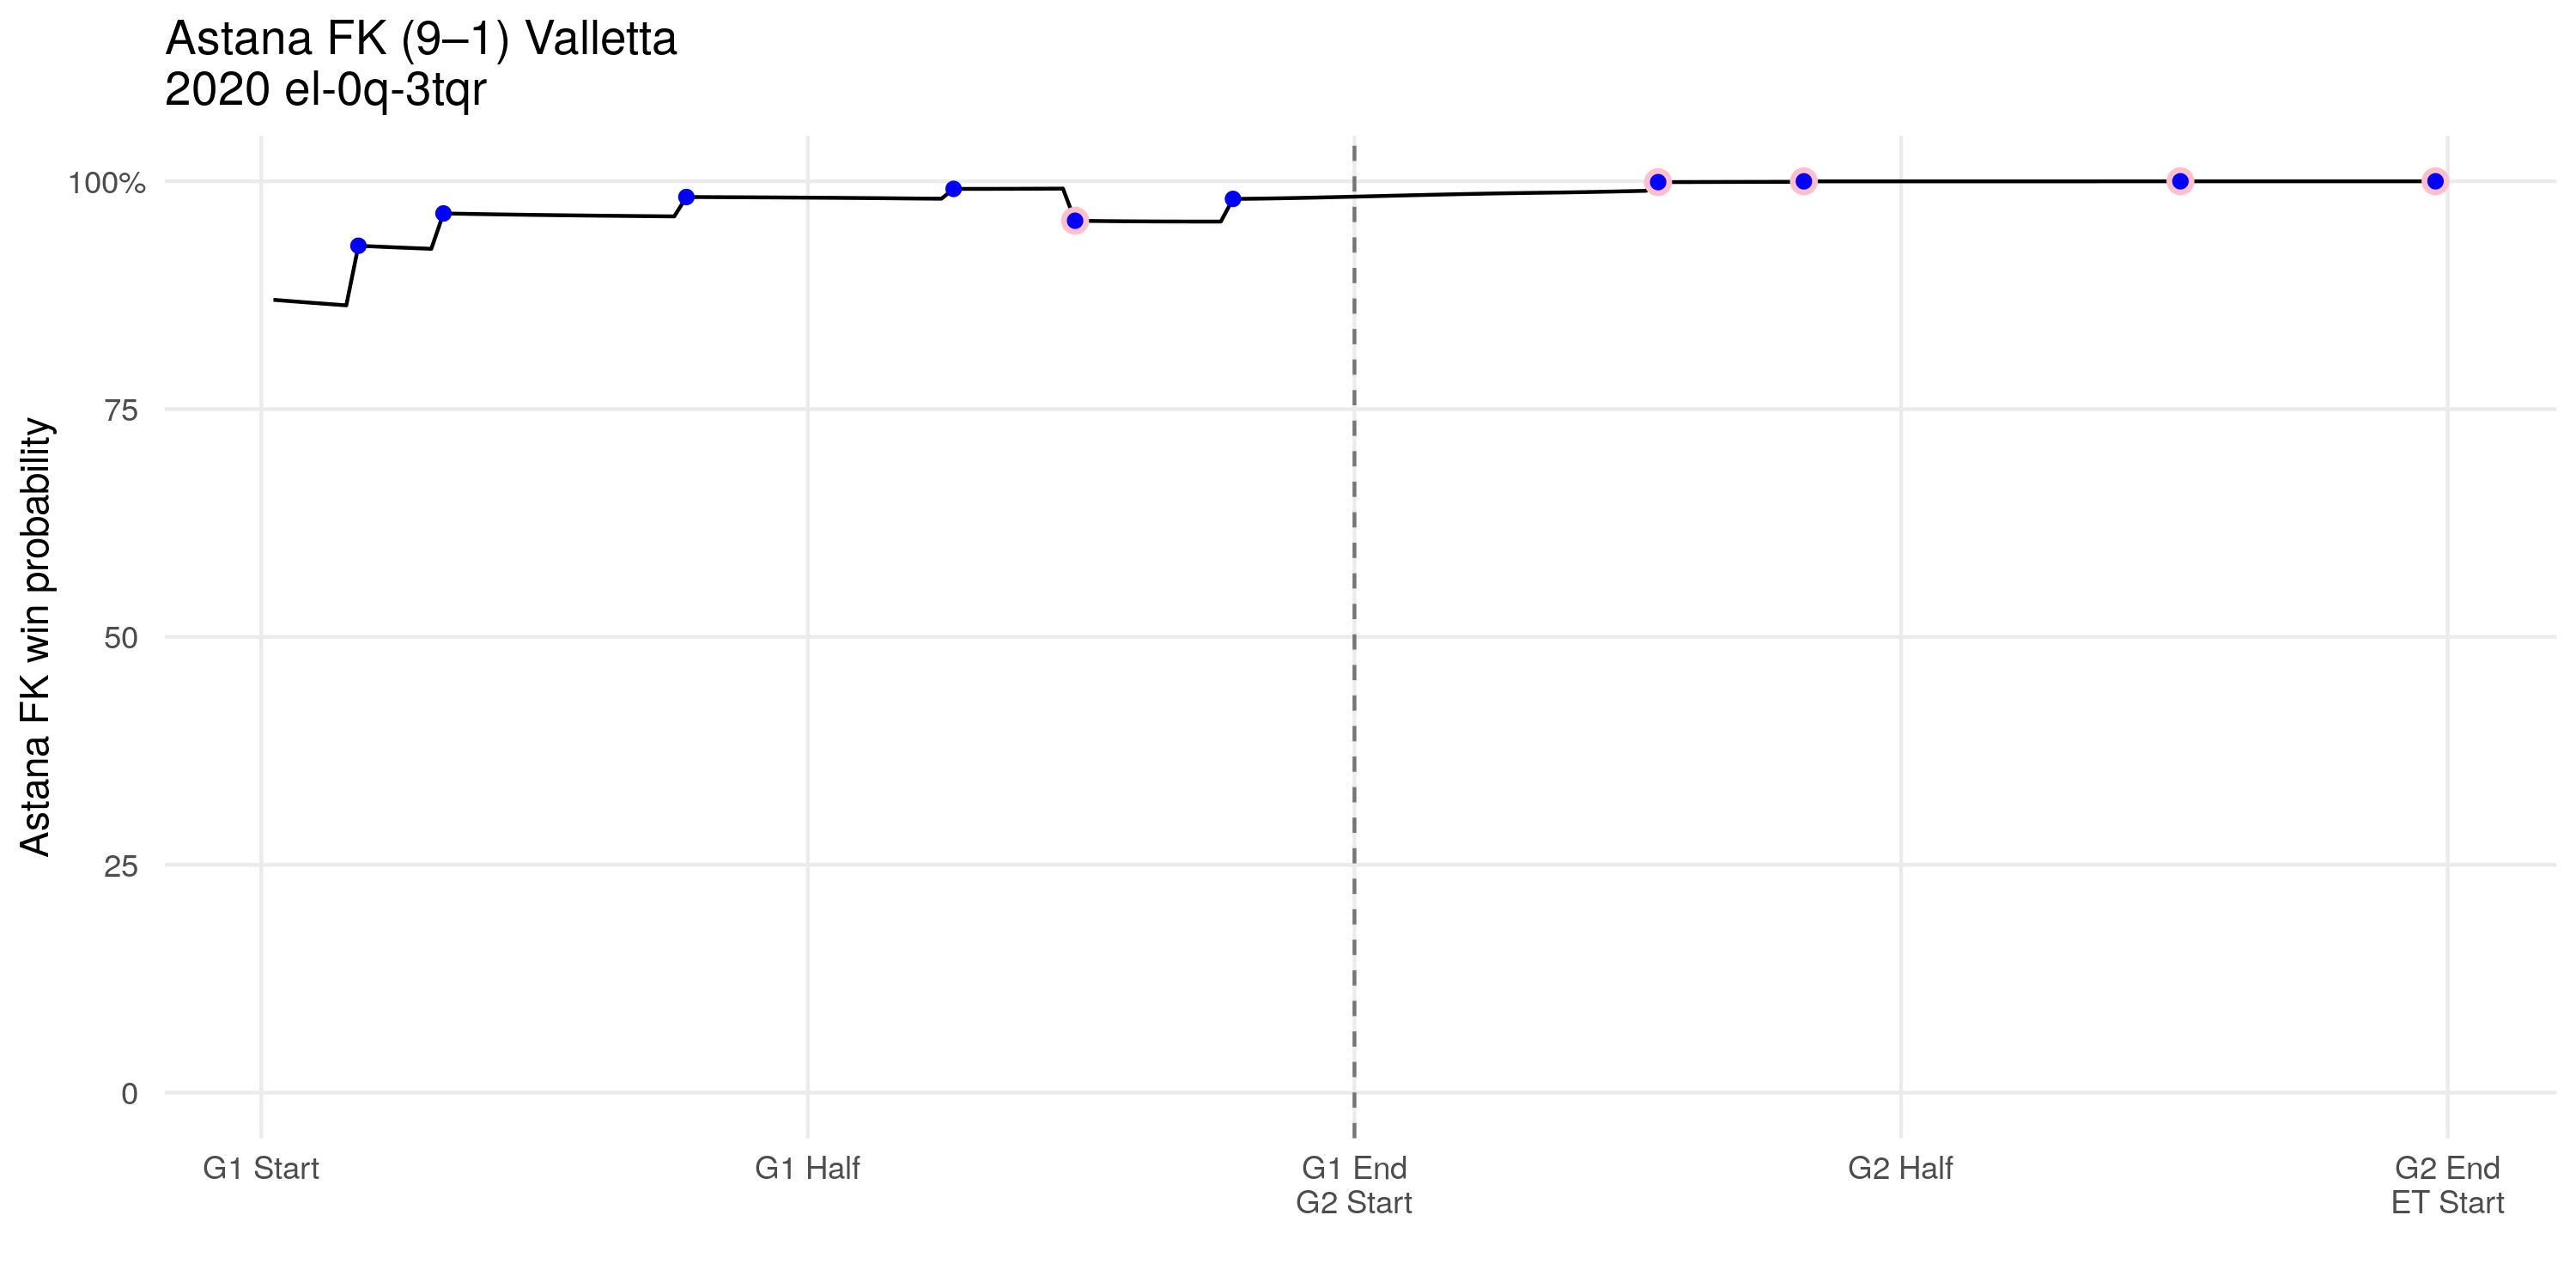 Astana FK (9–1) Valletta
2020 el-0q-3tqr
Astana FK win probability
100%
75
50
25
0
G1 Start
G1 Half
G1 End
G2 Start
G2 Half
G2 End
ET Start